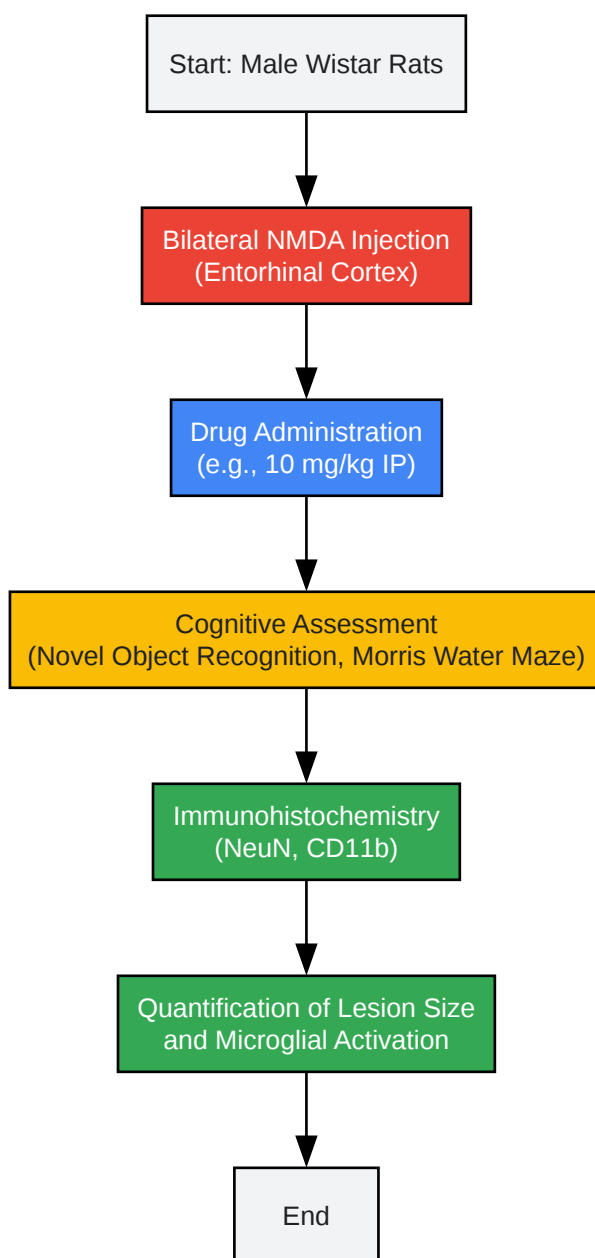 Start: Male Wistar Rats
Bilateral NMDA Injection
(Entorhinal Cortex)
Drug Administration
(e.g., 10 mg/kg IP)
Cognitive Assessment
(Novel Object Recognition, Morris Water Maze)
Immunohistochemistry
(NeuN, CD11b)
Quantification of Lesion Size
and Microglial Activation
End